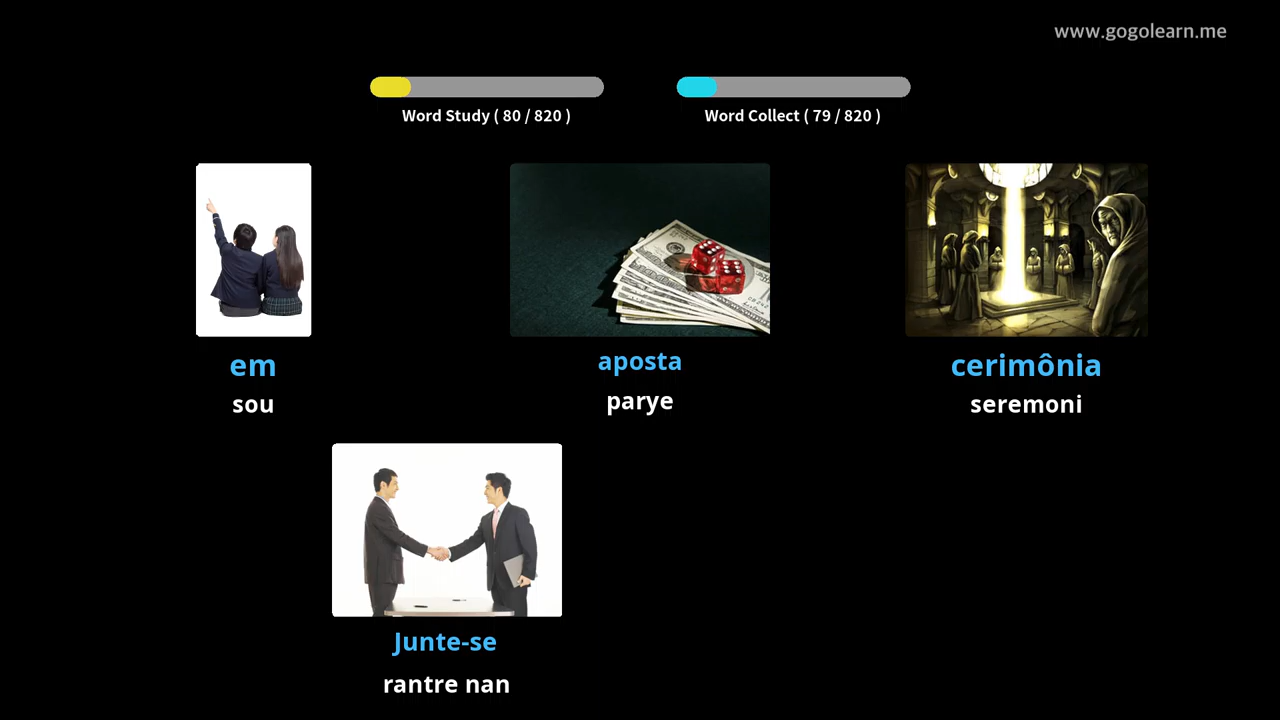 www.gogolearn.me
Word Study ( 80 / 820 )
Word Collect ( 79 / 820 )
em
sou
aposta
parye
cerimônia
seremoni
Junte-se
rantre nan